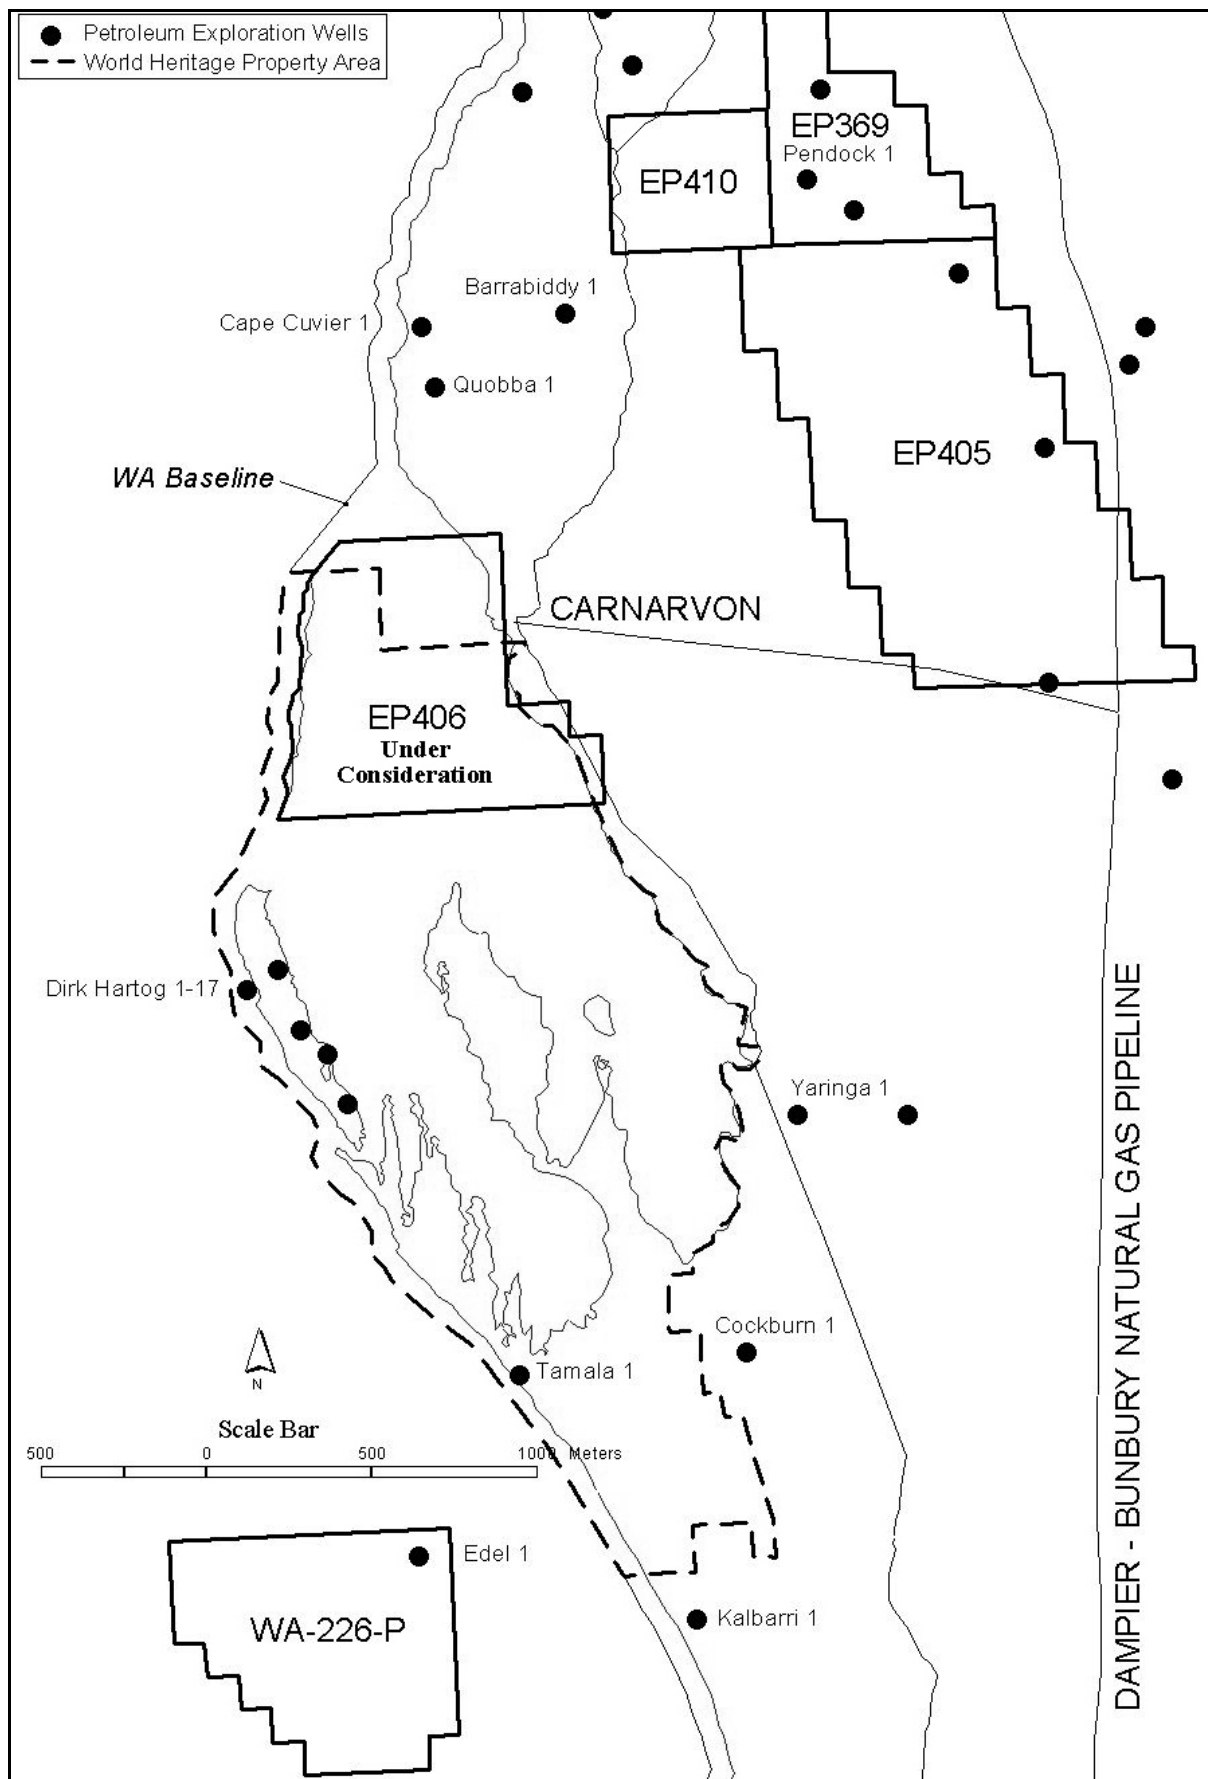 Petroleum Exploration Wells
World Heritage Property Area
EP369
Pendock 1
EP410
Barrabiddy 1
Cape Cuvier 1
Quobba 1
EP405
WA Baseline
CARNARVON
EP406
Under
Consideration
Dirk Hartog 1-17
Yaringa 1
DAMPIER - BUNBURY NATURAL GAS PIPELINE
Cockburn 1
Tamala 1
N
Scale Bar
500 0 500 1000 Meters
Edel 1
WA-226-P
Kalbarri 1